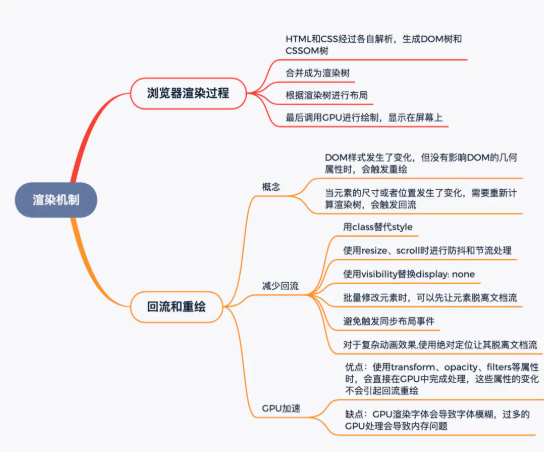 渲染机制
浏览器渲染过程
HTML和CSS经过各自解析，生成DOM树和
CSSOM树
合并成为渲染树
根据渲染树进行布局
最后调用GPU进行绘制，显示在屏幕上
回流和重绘
概念
DOM样式发生了变化，但没有影响DOM的几何
属性时，会触发重绘
当元素的尺寸或者位置发生了变化，需要重新计
算渲染树，会触发回流
减少回流
用class替代style
使用resize、scroll时进行防抖和节流处理
使用visibility替换display: none
批量修改元素时，可以先让元素脱离文档流
避免触发同步布局事件
对于复杂动画效果,使用绝对定位让其脱离文档流
GPU加速
优点：使用transform、opacity、filters等属性
时，会直接在GPU中完成处理，这些属性的变化
不会引起回流重绘
缺点：GPU渲染字体会导致字体模糊，过多的
GPU处理会导致内存问题